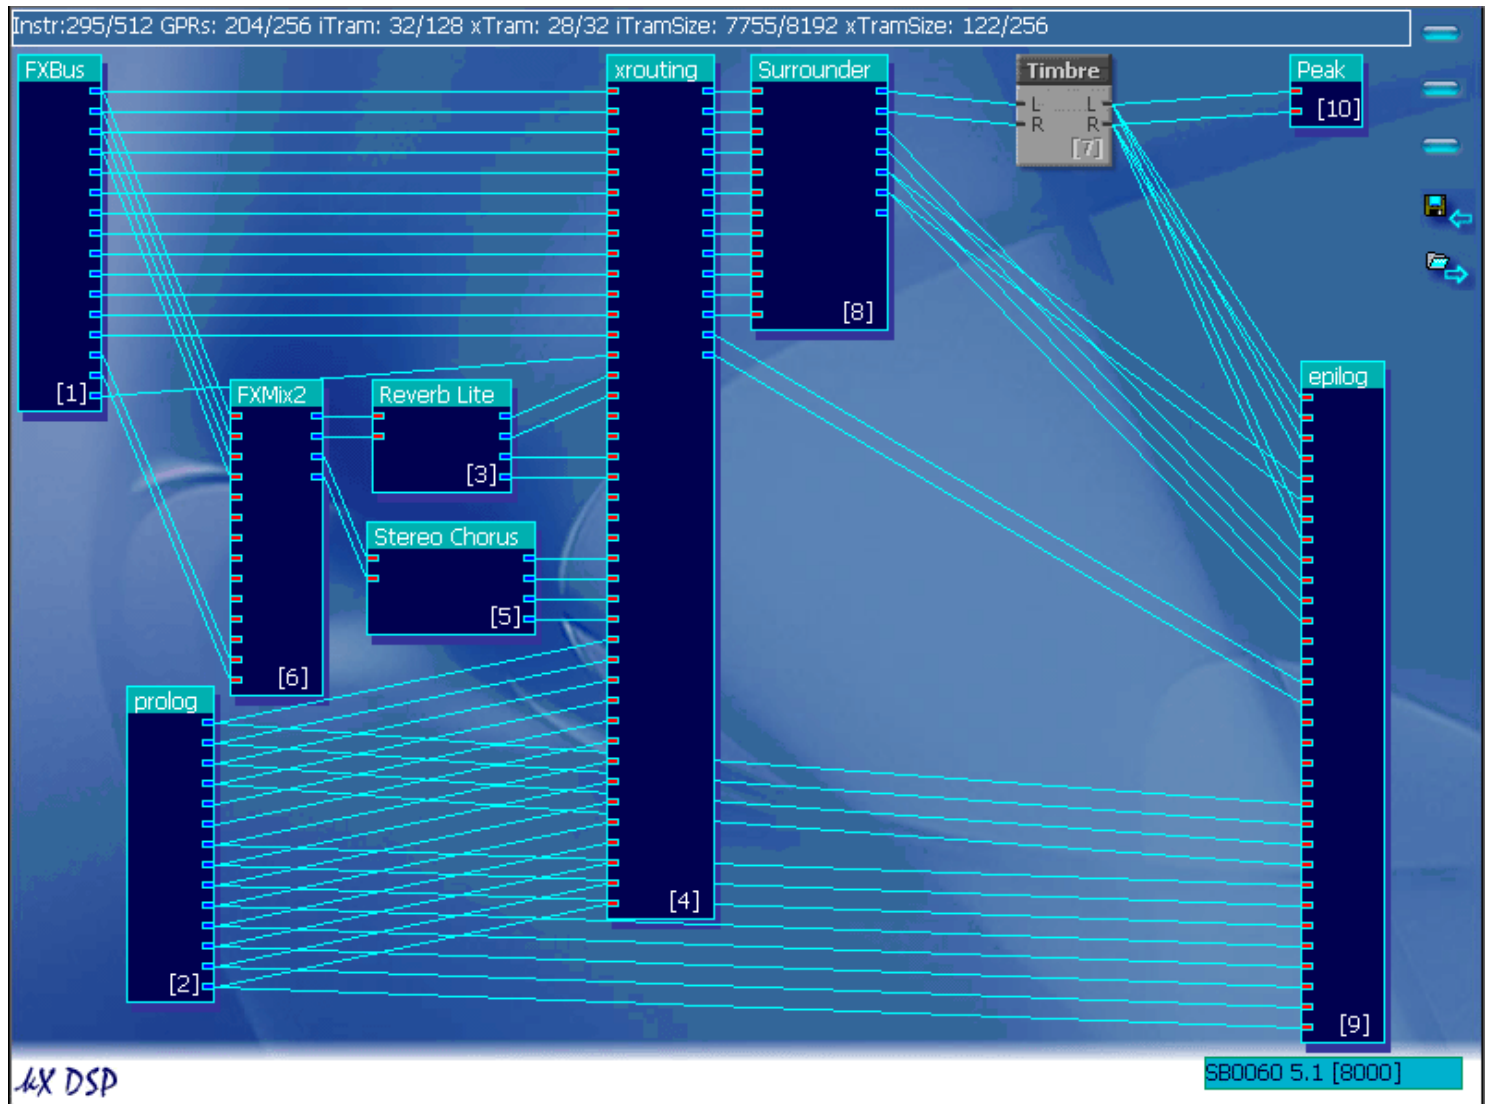 Instr:295/512 GPRs: 204/256 iTram: 32/128 xTram: 28/32 iTramSize: 7755/8192 xTramSize: 122/256
FXBus
xrouting
Surrounder
Timbre
Peak
L L
R R
[7]
[10]
[8]
[1]
FXMix2
Reverb Lite
epilog
[3]
Stereo Chorus
[5]
[6]
prolog
[4]
[2]
[9]
kX DSP
SB0060 5.1 [8000]